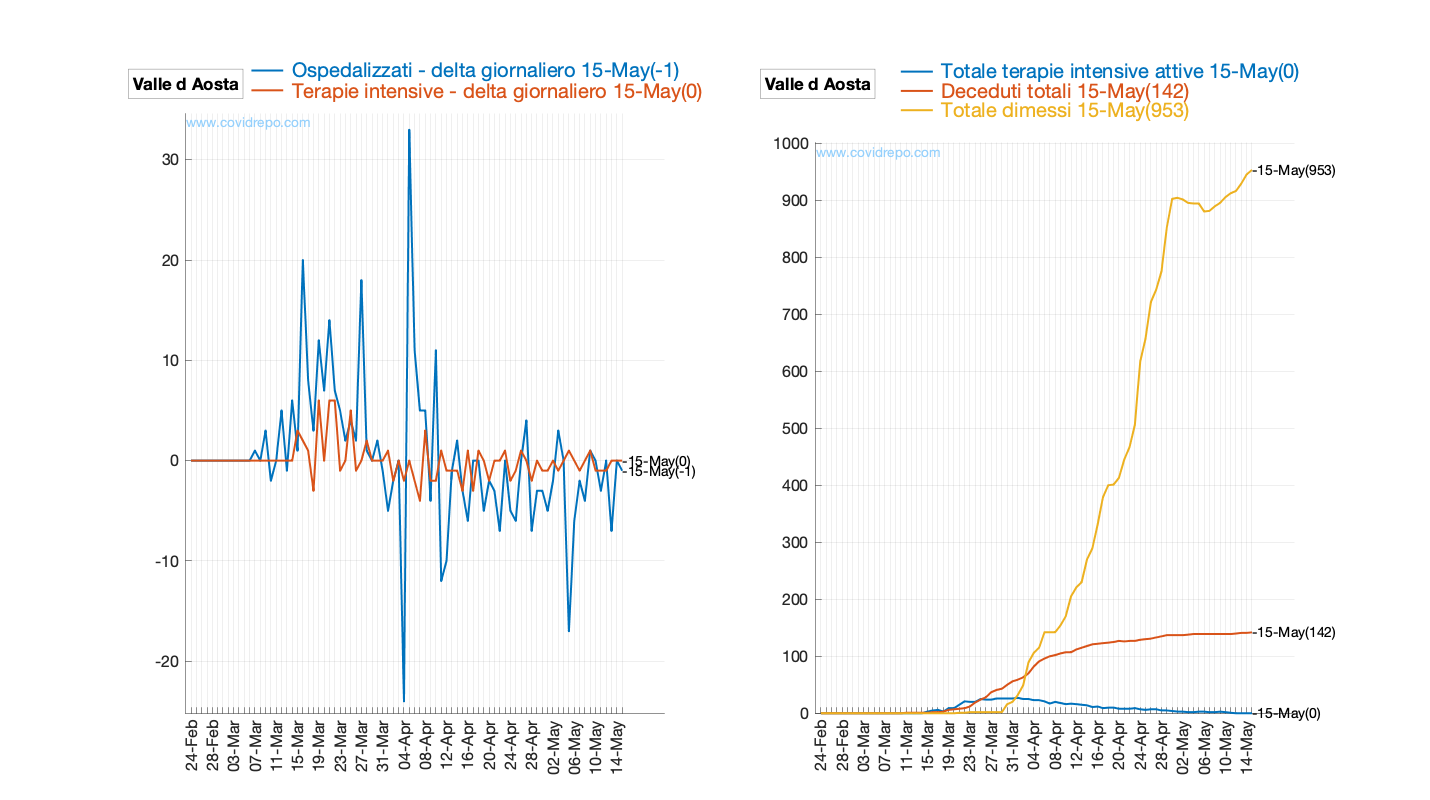 Valle d Aosta
Ospedalizzati - delta giornaliero 15-May(-1)
Terapie intensive - delta giornaliero 15-May(0)
www.covidrepo.com
30
20
10
0
-10
-20
-15-May(0)
-15-May(-1)
24-Feb
28-Feb
03-Mar
07-Mar
11-Mar
15-Mar
19-Mar
23-Mar
27-Mar
31-Mar
04-Apr
08-Apr
12-Apr
16-Apr
20-Apr
24-Apr
28-Apr
02-May
06-May
10-May
14-May
Valle d Aosta
Totale terapie intensive attive 15-May(0)
Deceduti totali 15-May(142)
Totale dimessi 15-May(953)
www.covidrepo.com
1000
900
800
700
600
500
400
300
200
100
0
-15-May(953)
-15-May(142)
-15-May(0)
24-Feb
28-Feb
03-Mar
07-Mar
11-Mar
15-Mar
19-Mar
23-Mar
27-Mar
31-Mar
04-Apr
08-Apr
12-Apr
16-Apr
20-Apr
24-Apr
28-Apr
02-May
06-May
10-May
14-May